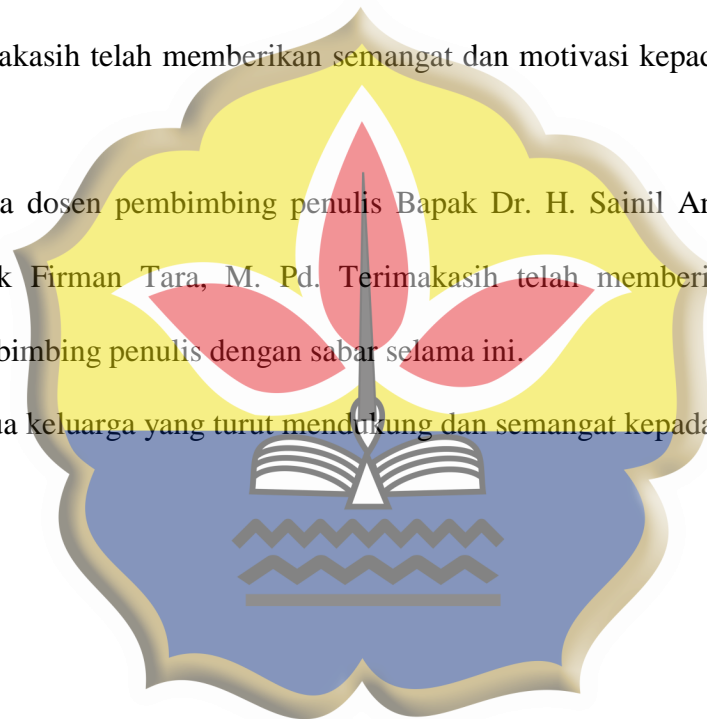 akasih telah memberikan semangat dan motivasi kepad
a dosen pembimbing penulis Bapak Dr. H. Sainil A
k Firman Tara, M. Pd. Terimakasih telah memberi
bimbing penulis dengan sabar selama ini.
ua keluarga yang turut mendukung dan semangat kepada